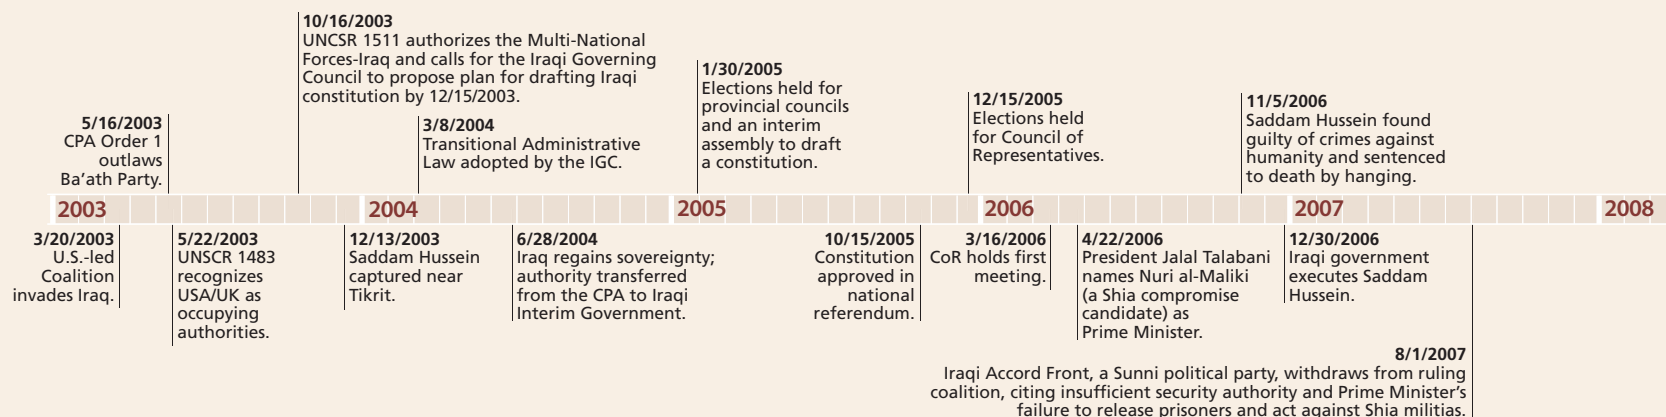 10/16/2003
UNCSR 1511 authorizes the Multi-National
Forces-Iraq and calls for the Iraqi Governing
Council to propose plan for drafting Iraqi
constitution by 12/15/2003.
1/30/2005
Elections held for
provincial councils
and an interim
assembly to draft
a constitution.
12/15/2005
Elections held
for Council of
Representatives.
11/5/2006
Saddam Hussein found
guilty of crimes against
humanity and sentenced
to death by hanging.
5/16/2003
CPA Order 1
outlaws
Ba’ath Party.
3/8/2004
Transitional Administrative
Law adopted by the IGC.
2003 2004 2005 2006 2007 2008
3/20/2003
U.S.-led
Coalition
invades Iraq.
5/22/2003
UNSCR 1483
recognizes
USA/UK as
occupying
authorities.
12/13/2003
Saddam Hussein
captured near
Tikrit.
6/28/2004
Iraq regains sovereignty;
authority transferred
from the CPA to Iraqi
Interim Government.
10/15/2005
Constitution
approved in
national
referendum.
3/16/2006
CoR holds first
meeting.
4/22/2006
President Jalal Talabani
names Nuri al-Maliki
(a Shia compromise
candidate) as
Prime Minister.
12/30/2006
Iraqi government
executes Saddam
Hussein.
8/1/2007
Iraqi Accord Front, a Sunni political party, withdraws from ruling
coalition, citing insufficient security authority and Prime Minister’s
failure to release prisoners and act against Shia militias.